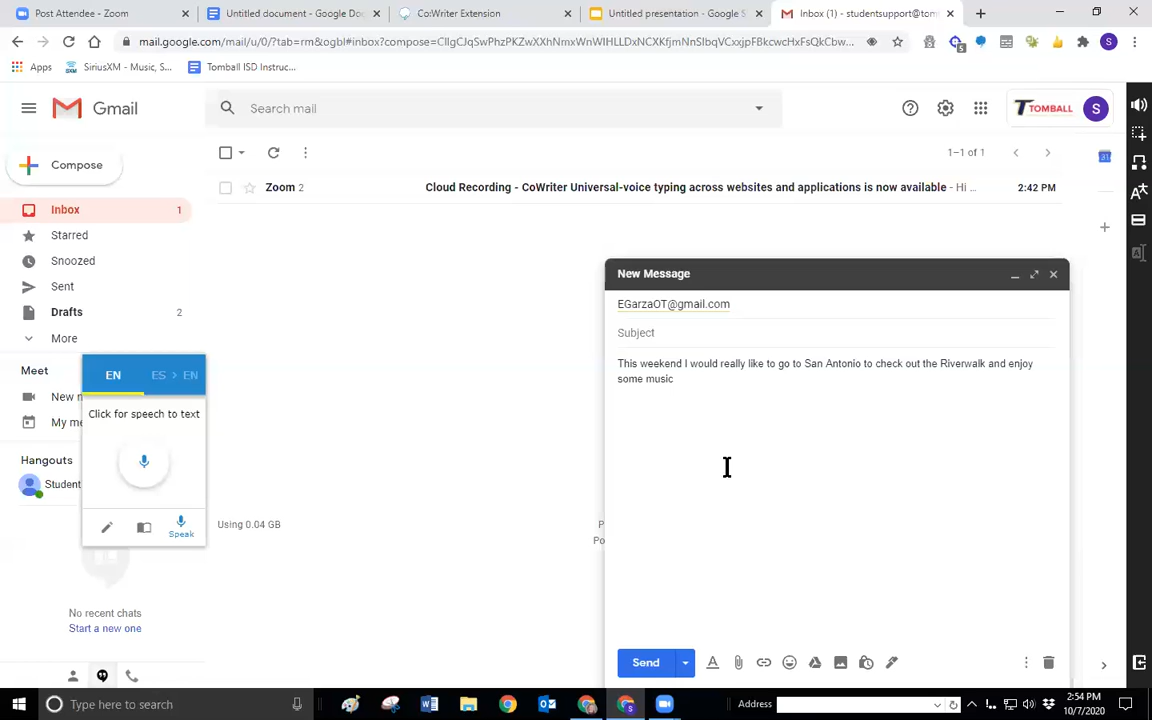 Post Attendee - Zoom
Untitled document - Google Do
Co:Writer Extension
Untitled presentation - Google S
Inbox (1) - studentsupport@tom
mail.google.com/mail/u/0/?tab=rm&ogbl#inbox?compose=
Apps
SiriusXM - Music, S...
Tomball ISD Instruc...
Gmail
Search mail
TOMBALL
S
Compose
1–1 of 1
Inbox 1
Zoom 2
Cloud Recording - CoWriter Universal-voice typing across websites and applications is now available - Hi ...
2:42 PM
Starred
Snoozed
Sent
Drafts 2
More
Meet
New m
My me
Hangouts
Student
EN
ES > EN
Click for speech to text
Speak
Using 0.04 GB
P
Po
No recent chats
Start a new one
New Message
EGarzaOT@gmail.com
Subject
This weekend I would really like to go to San Antonio to check out the Riverwalk and enjoy
some music
Send
Type here to search
Address
2:54 PM
10/7/2020